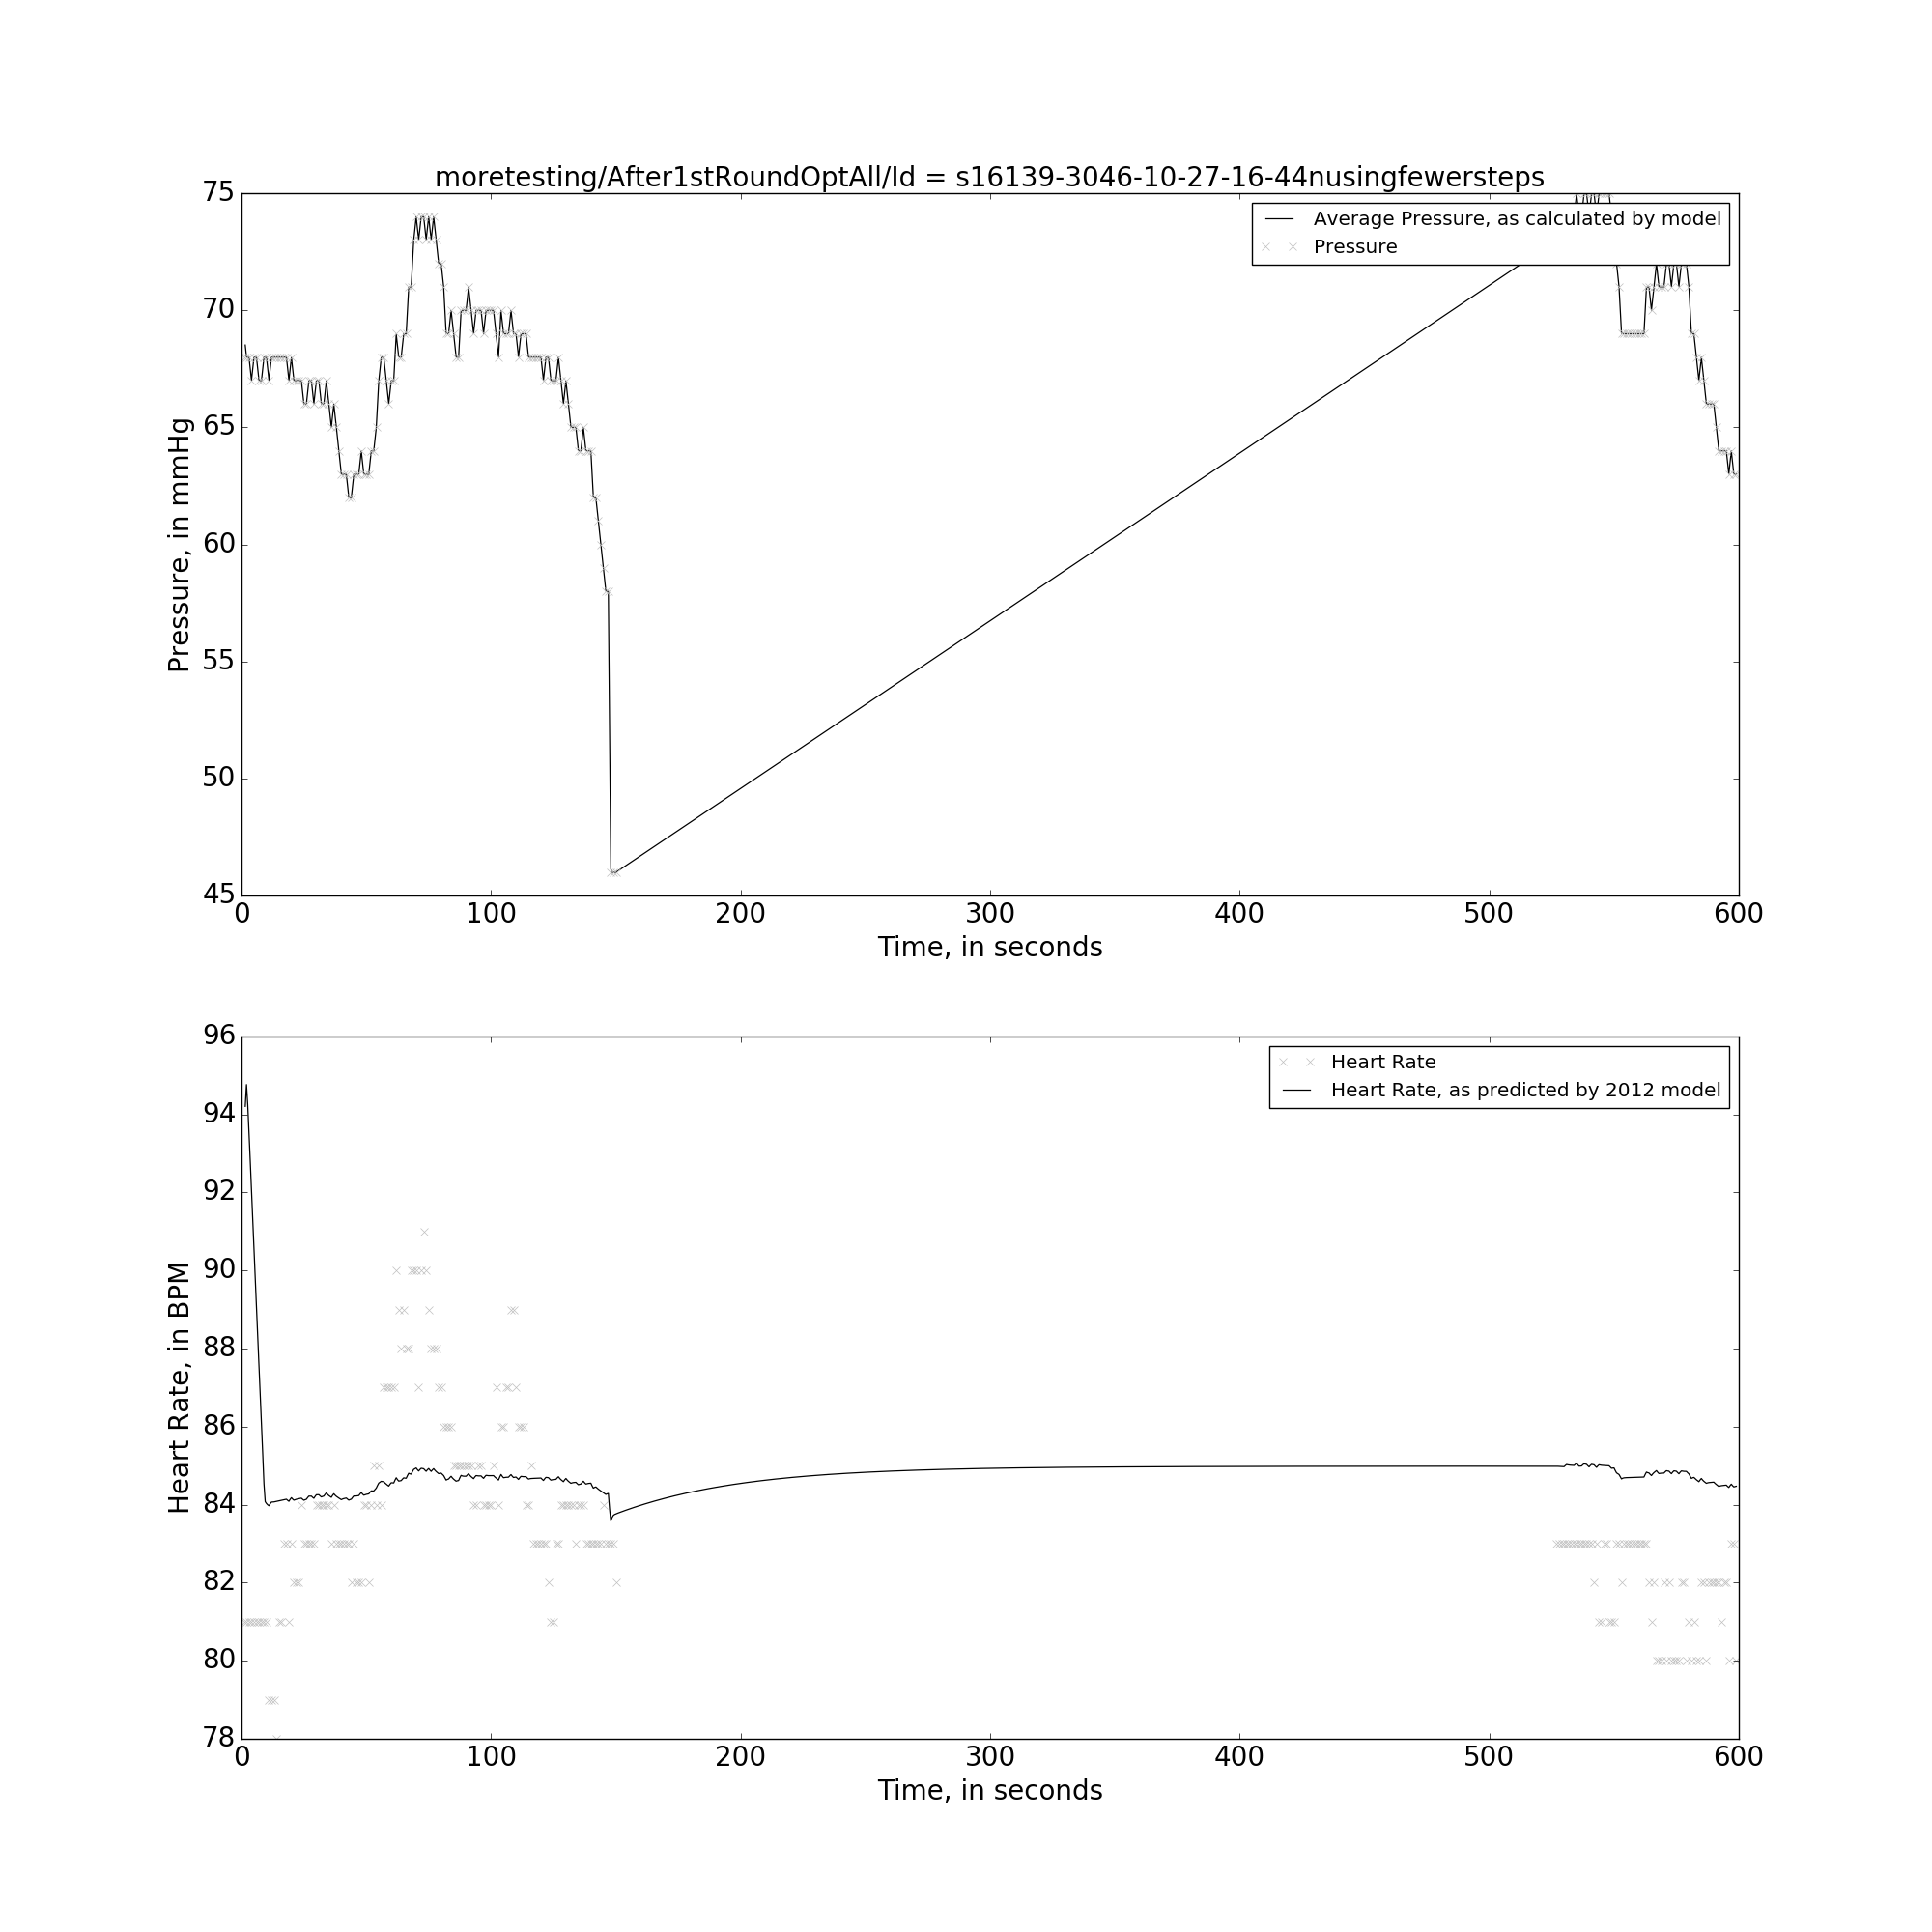 moretesting/After1stRoundOptAll/Id = s16139-3046-10-27-16-44nusingfewersteps
75
70
65
60
55
50
45
Pressure, in mmHg
Average Pressure, as calculated by model
Pressure
0 100 200 300 400 500 600
Time, in seconds
96
94
92
90
88
86
84
82
80
78
Heart Rate, in BPM
Heart Rate
Heart Rate, as predicted by 2012 model
0 100 200 300 400 500 600
Time, in seconds